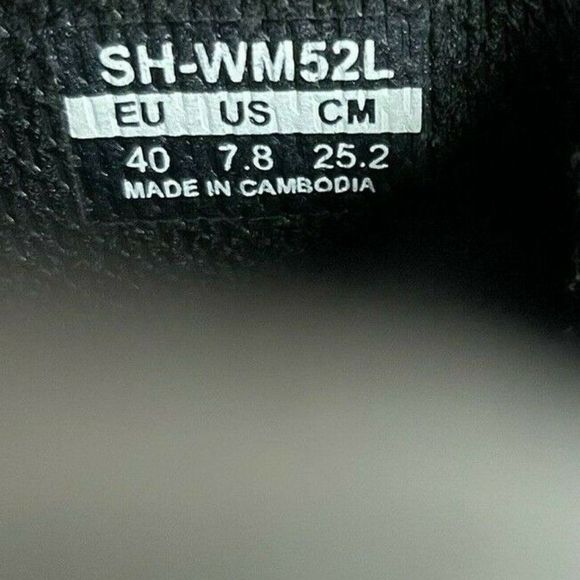 SH-WM52L
EU US CM
40 7.8 25.2
MADE IN CAMBODIA